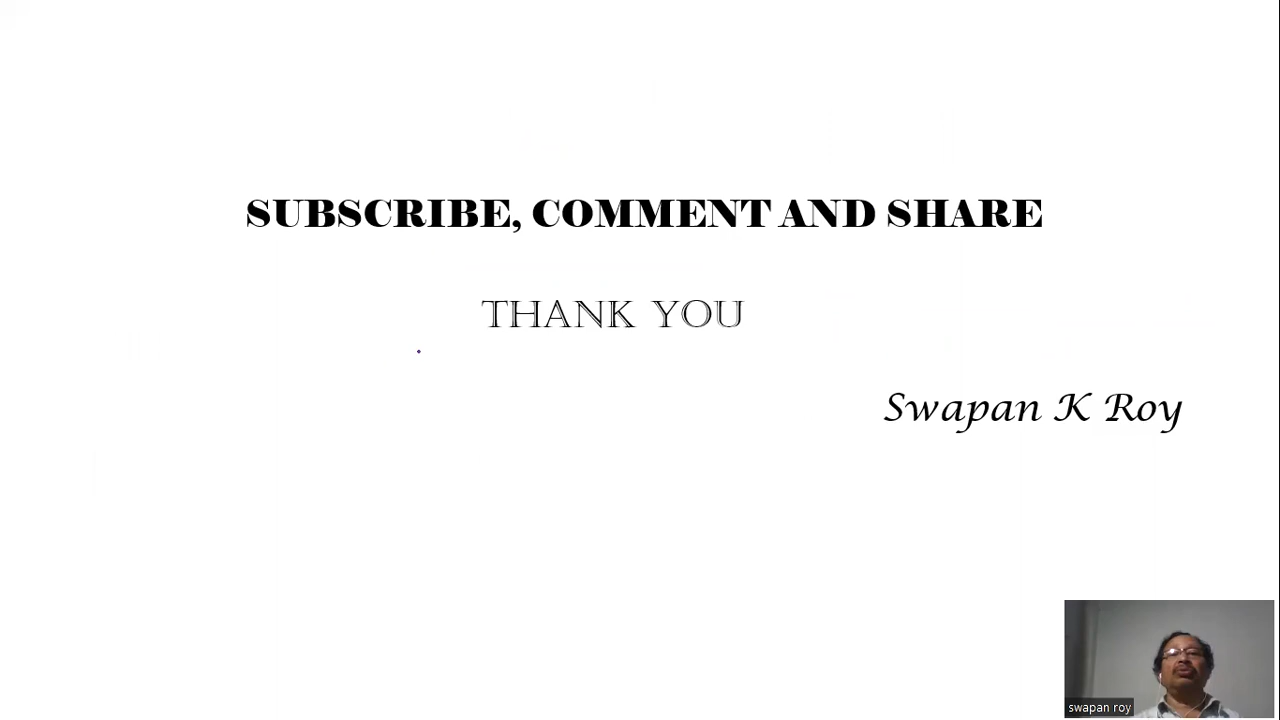 SUBSCRIBE, COMMENT AND SHARE
THANK YOU
Swapan K Roy
swapan roy